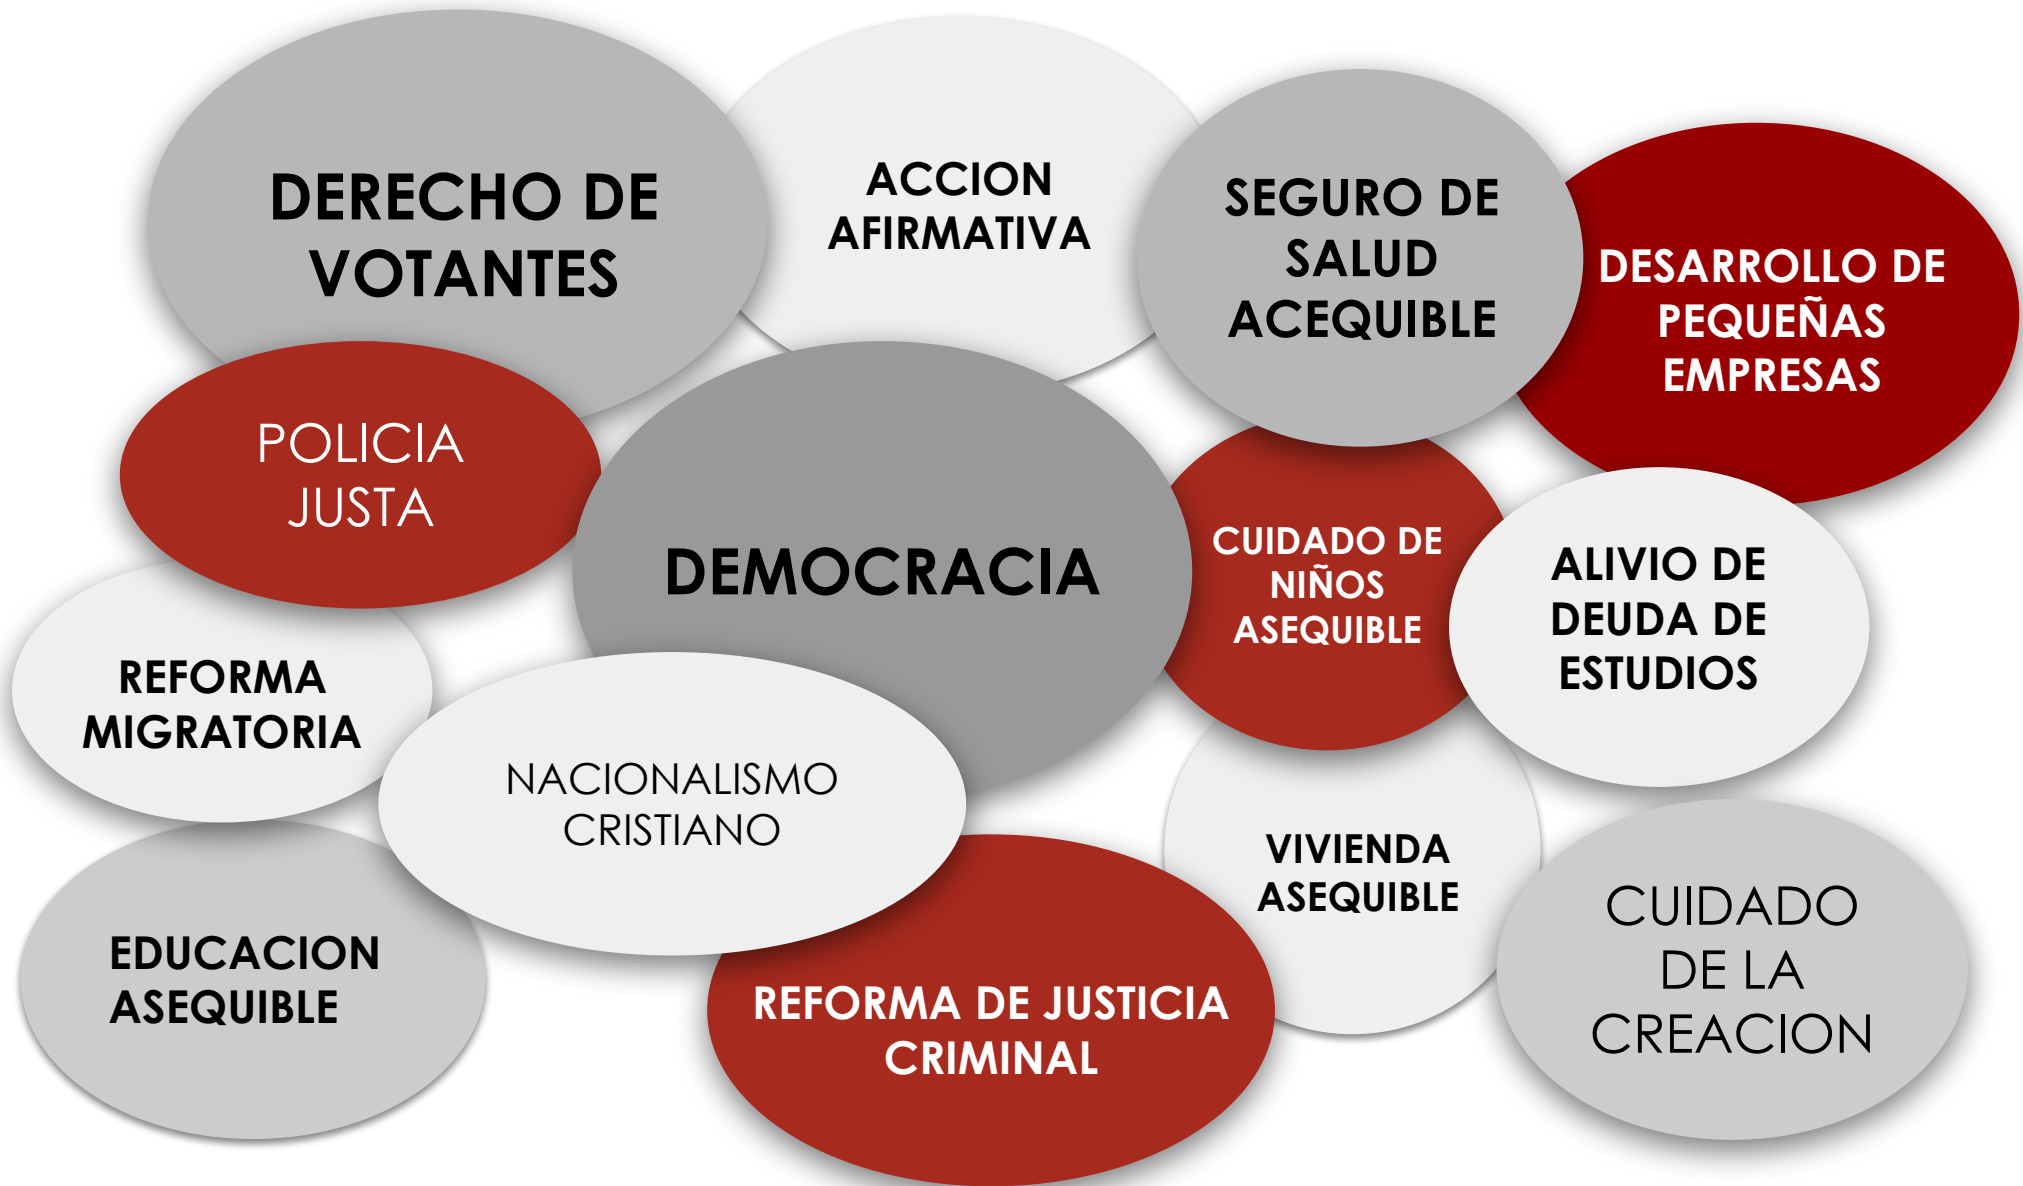 DERECHO DE
VOTANTES
ACCION
AFIRMATIVA
SEGURO DE
SALUD
ACEQUIBLE
DESARROLLO DE
PEQUEÑAS
EMPRESAS
POLICIA
JUSTA
DEMOCRACIA
CUIDADO DE
NIÑOS
ASEQUIBLE
ALIVIO DE
DEUDA DE
ESTUDIOS
REFORMA
MIGRATORIA
NACIONALISMO
CRISTIANO
VIVIENDA
ASEQUIBLE
CUIDADO
DE LA
CREACION
EDUCACION
ASEQUIBLE
REFORMA DE JUSTICIA
CRIMINAL